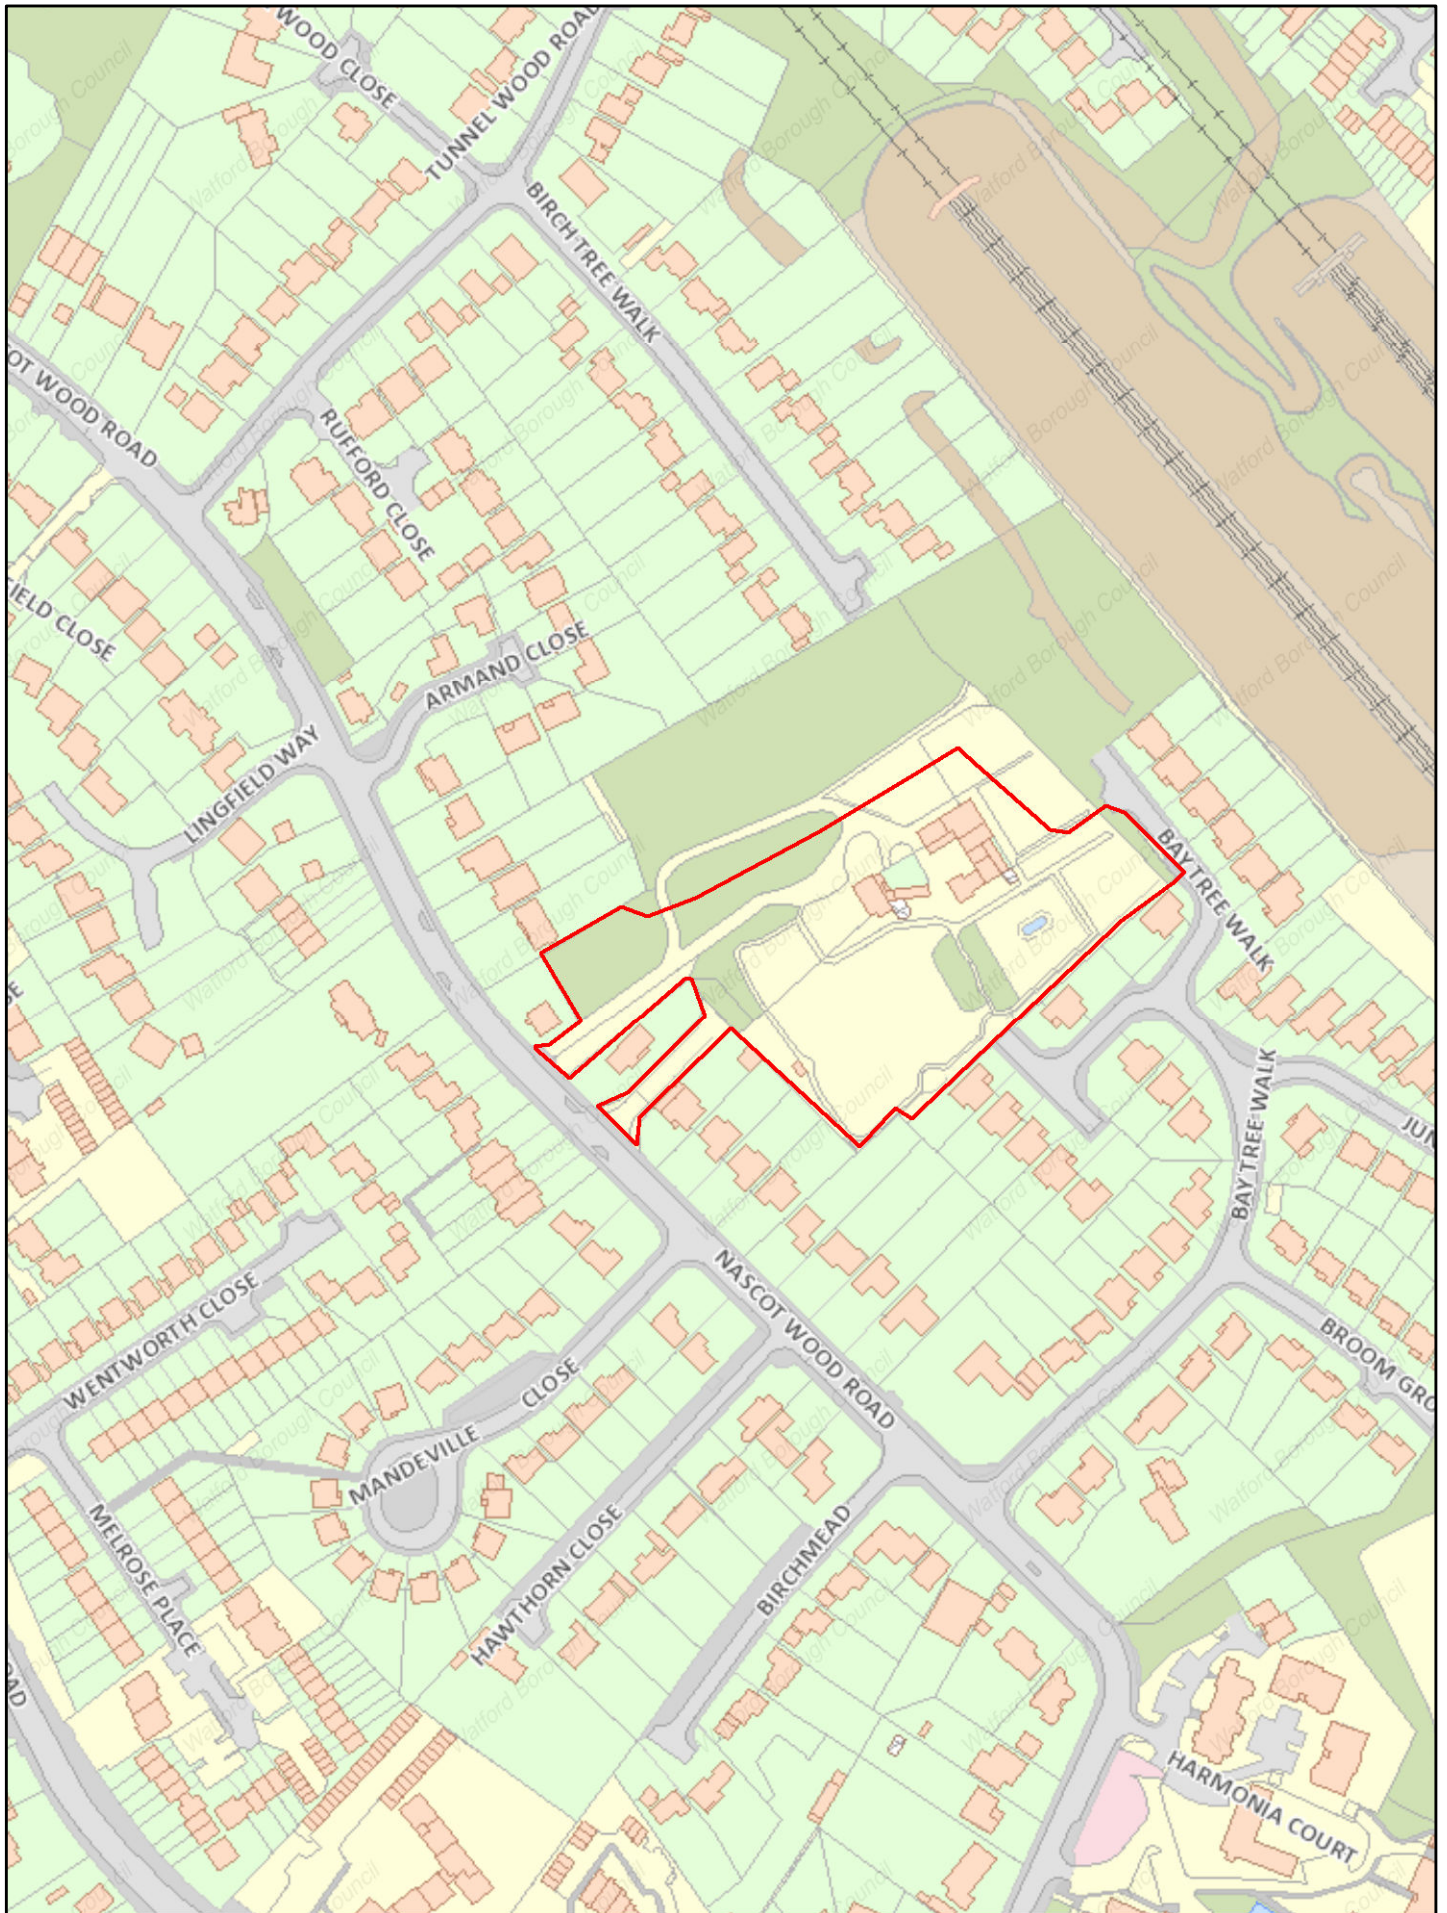 WOOD CLOSE
TUNNEL WOOD ROAD
BIRCH TREE WALK
OT WOOD ROAD
RUFFORD CLOSE
FIELD CLOSE
ARMAND CLOSE
LINGFIELD WAY
BAY TREE WALK
BAY TREE WALK
JUN
NASCOT WOOD ROAD
WENTWORTH CLOSE
MANDEVILLE CLOSE
BROOM GRO
MELROSE PLACE
HAWTHORN CLOSE
BIRCHMEAD
OAD
HARMONIA COURT
Watford Borough Council